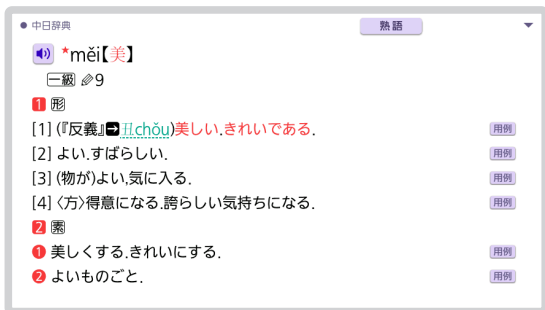 ● 中日辞典 熟語 ▼
*měi【美】
一級 9
1 形
[1] (『反義』➡丑chǒu)美しい.きれいである. 用例
[2] よい.すばらしい. 用例
[3] (物が)よい,気に入る. 用例
[4] 〈方〉得意になる.誇らしい気持ちになる. 用例
2 素
❶ 美しくする.きれいにする. 用例
❷ よいものごと. 用例